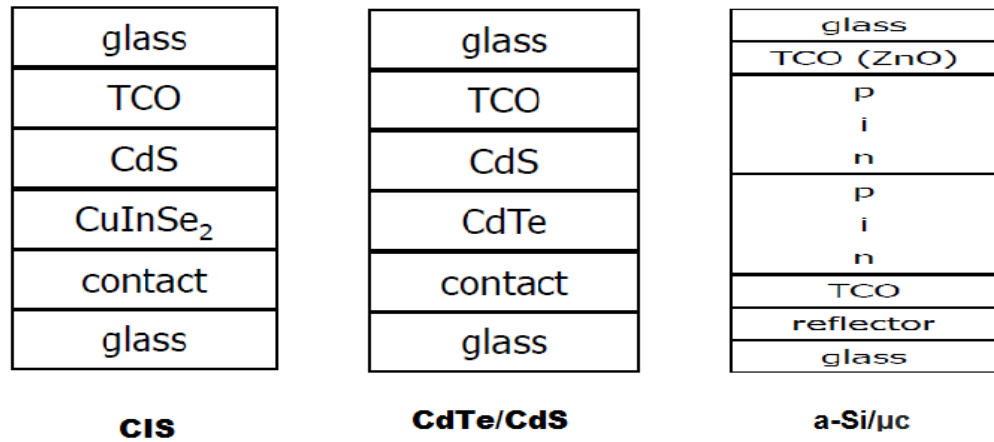 glass
TCO
CdS
CuInSe₂
contact
glass
CIS
glass
TCO
CdS
CdTe
contact
glass
CdTe/CdS
glass
TCO (ZnO)
p
i
n
p
i
n
TCO
reflector
glass
a-Si/µc